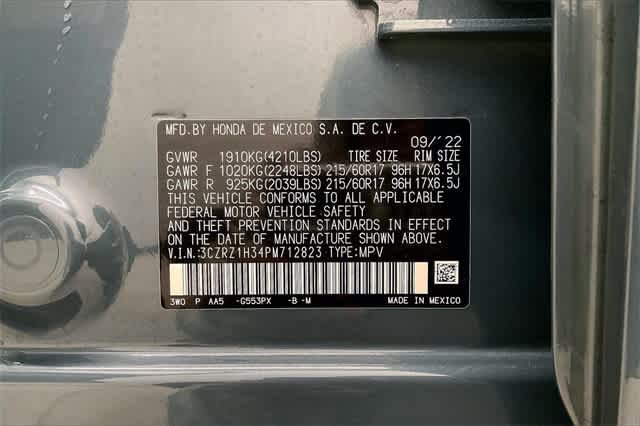 MFD.BY HONDA DE MEXICO S.A. DE C.V.
09/'22
GVWR 1910KG(4210LBS) TIRE SIZE RIM SIZE
GAWR F 1020KG(2248LBS) 215/60R17 96H 17X6.5J
GAWR R 925KG(2039LBS) 215/60R17 96H 17X6.5J
THIS VEHICLE CONFORMS TO ALL APPLICABLE
FEDERAL MOTOR VEHICLE SAFETY
AND THEFT PREVENTION STANDARDS IN EFFECT
ON THE DATE OF MANUFACTURE SHOWN ABOVE.
V.I.N.:3CZRZ1H34PM712823 TYPE:MPV
3W0 P AA5 -G553PX -B -M MADE IN MEXICO